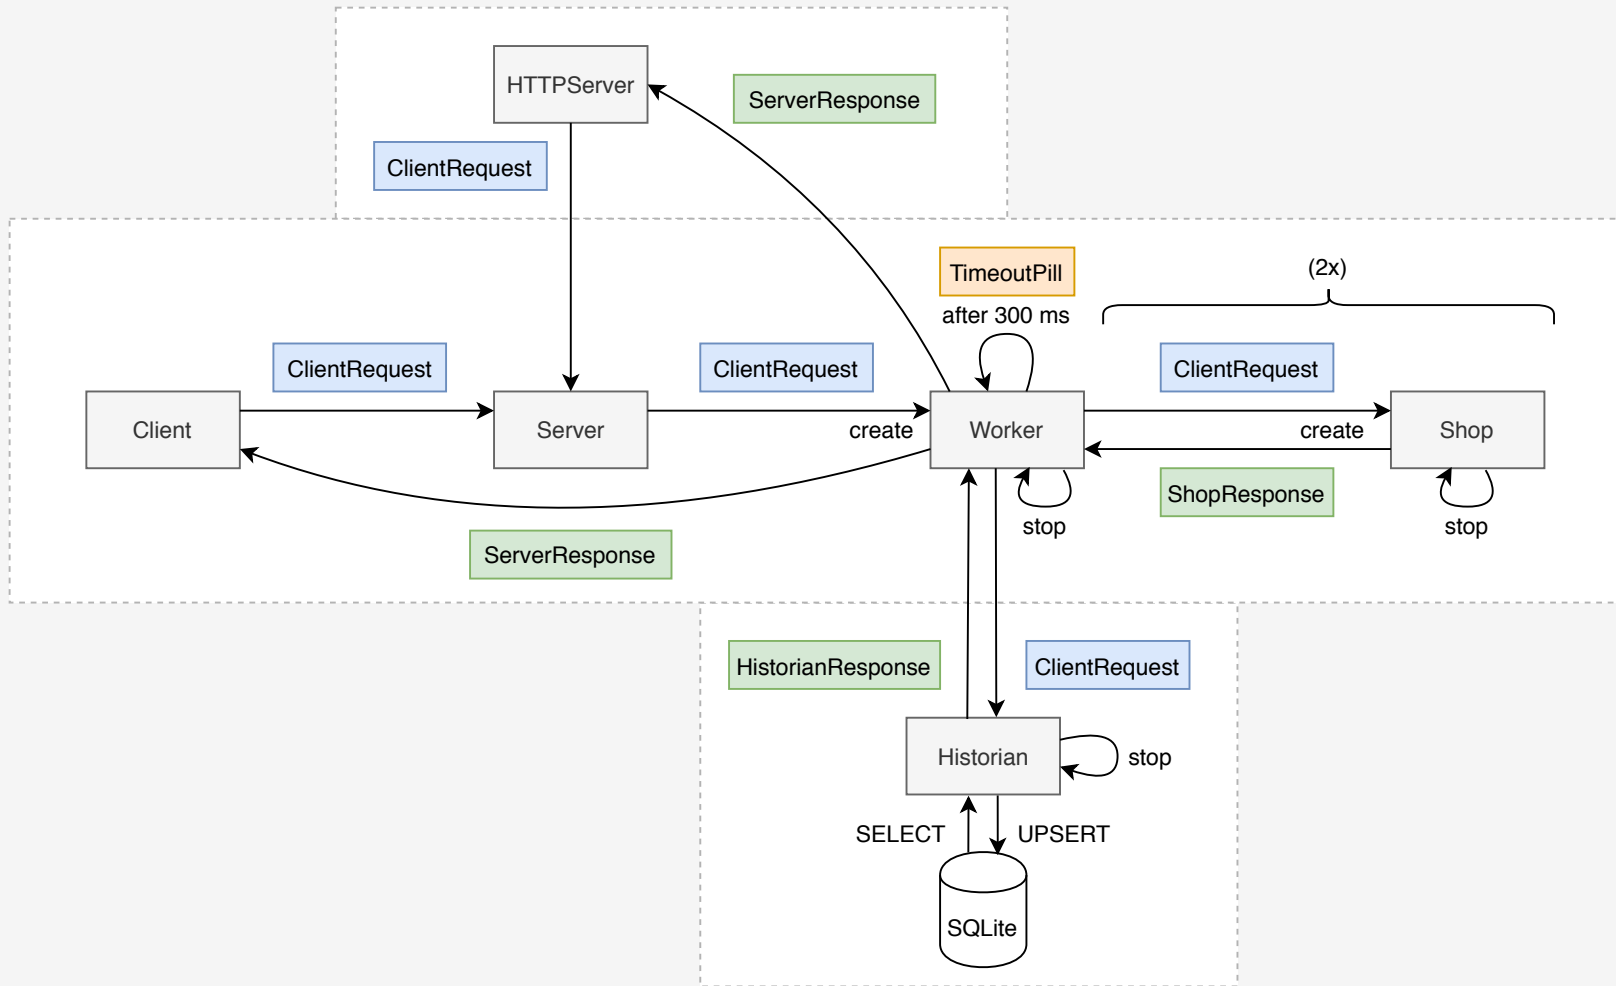 HTTPServer
ServerResponse
ClientRequest
TimeoutPill
after 300 ms
(2x)
ClientRequest
ClientRequest
ClientRequest
Client
Server
create
Worker
create
Shop
ShopResponse
stop
stop
ServerResponse
HistorianResponse
ClientRequest
Historian
stop
SELECT
UPSERT
SQLite